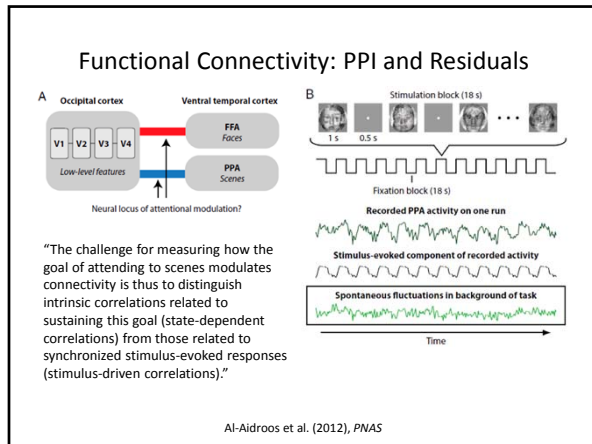 Functional Connectivity: PPI and Residuals
A
Occipital cortex
Ventral temporal cortex
V1
V2
V3
V4
Low-level features
FFA
Faces
PPA
Scenes
Neural locus of attentional modulation?
B
Stimulation block (18 s)
1 s
0.5 s
Fixation block (18 s)
Recorded PPA activity on one run
Stimulus-evoked component of recorded activity
Spontaneous fluctuations in background of task
Time
“The challenge for measuring how the
goal of attending to scenes modulates
connectivity is thus to distinguish
intrinsic correlations related to
sustaining this goal (state-dependent
correlations) from those related to
synchronized stimulus-evoked responses
(stimulus-driven correlations).”
Al-Aidroos et al. (2012), PNAS